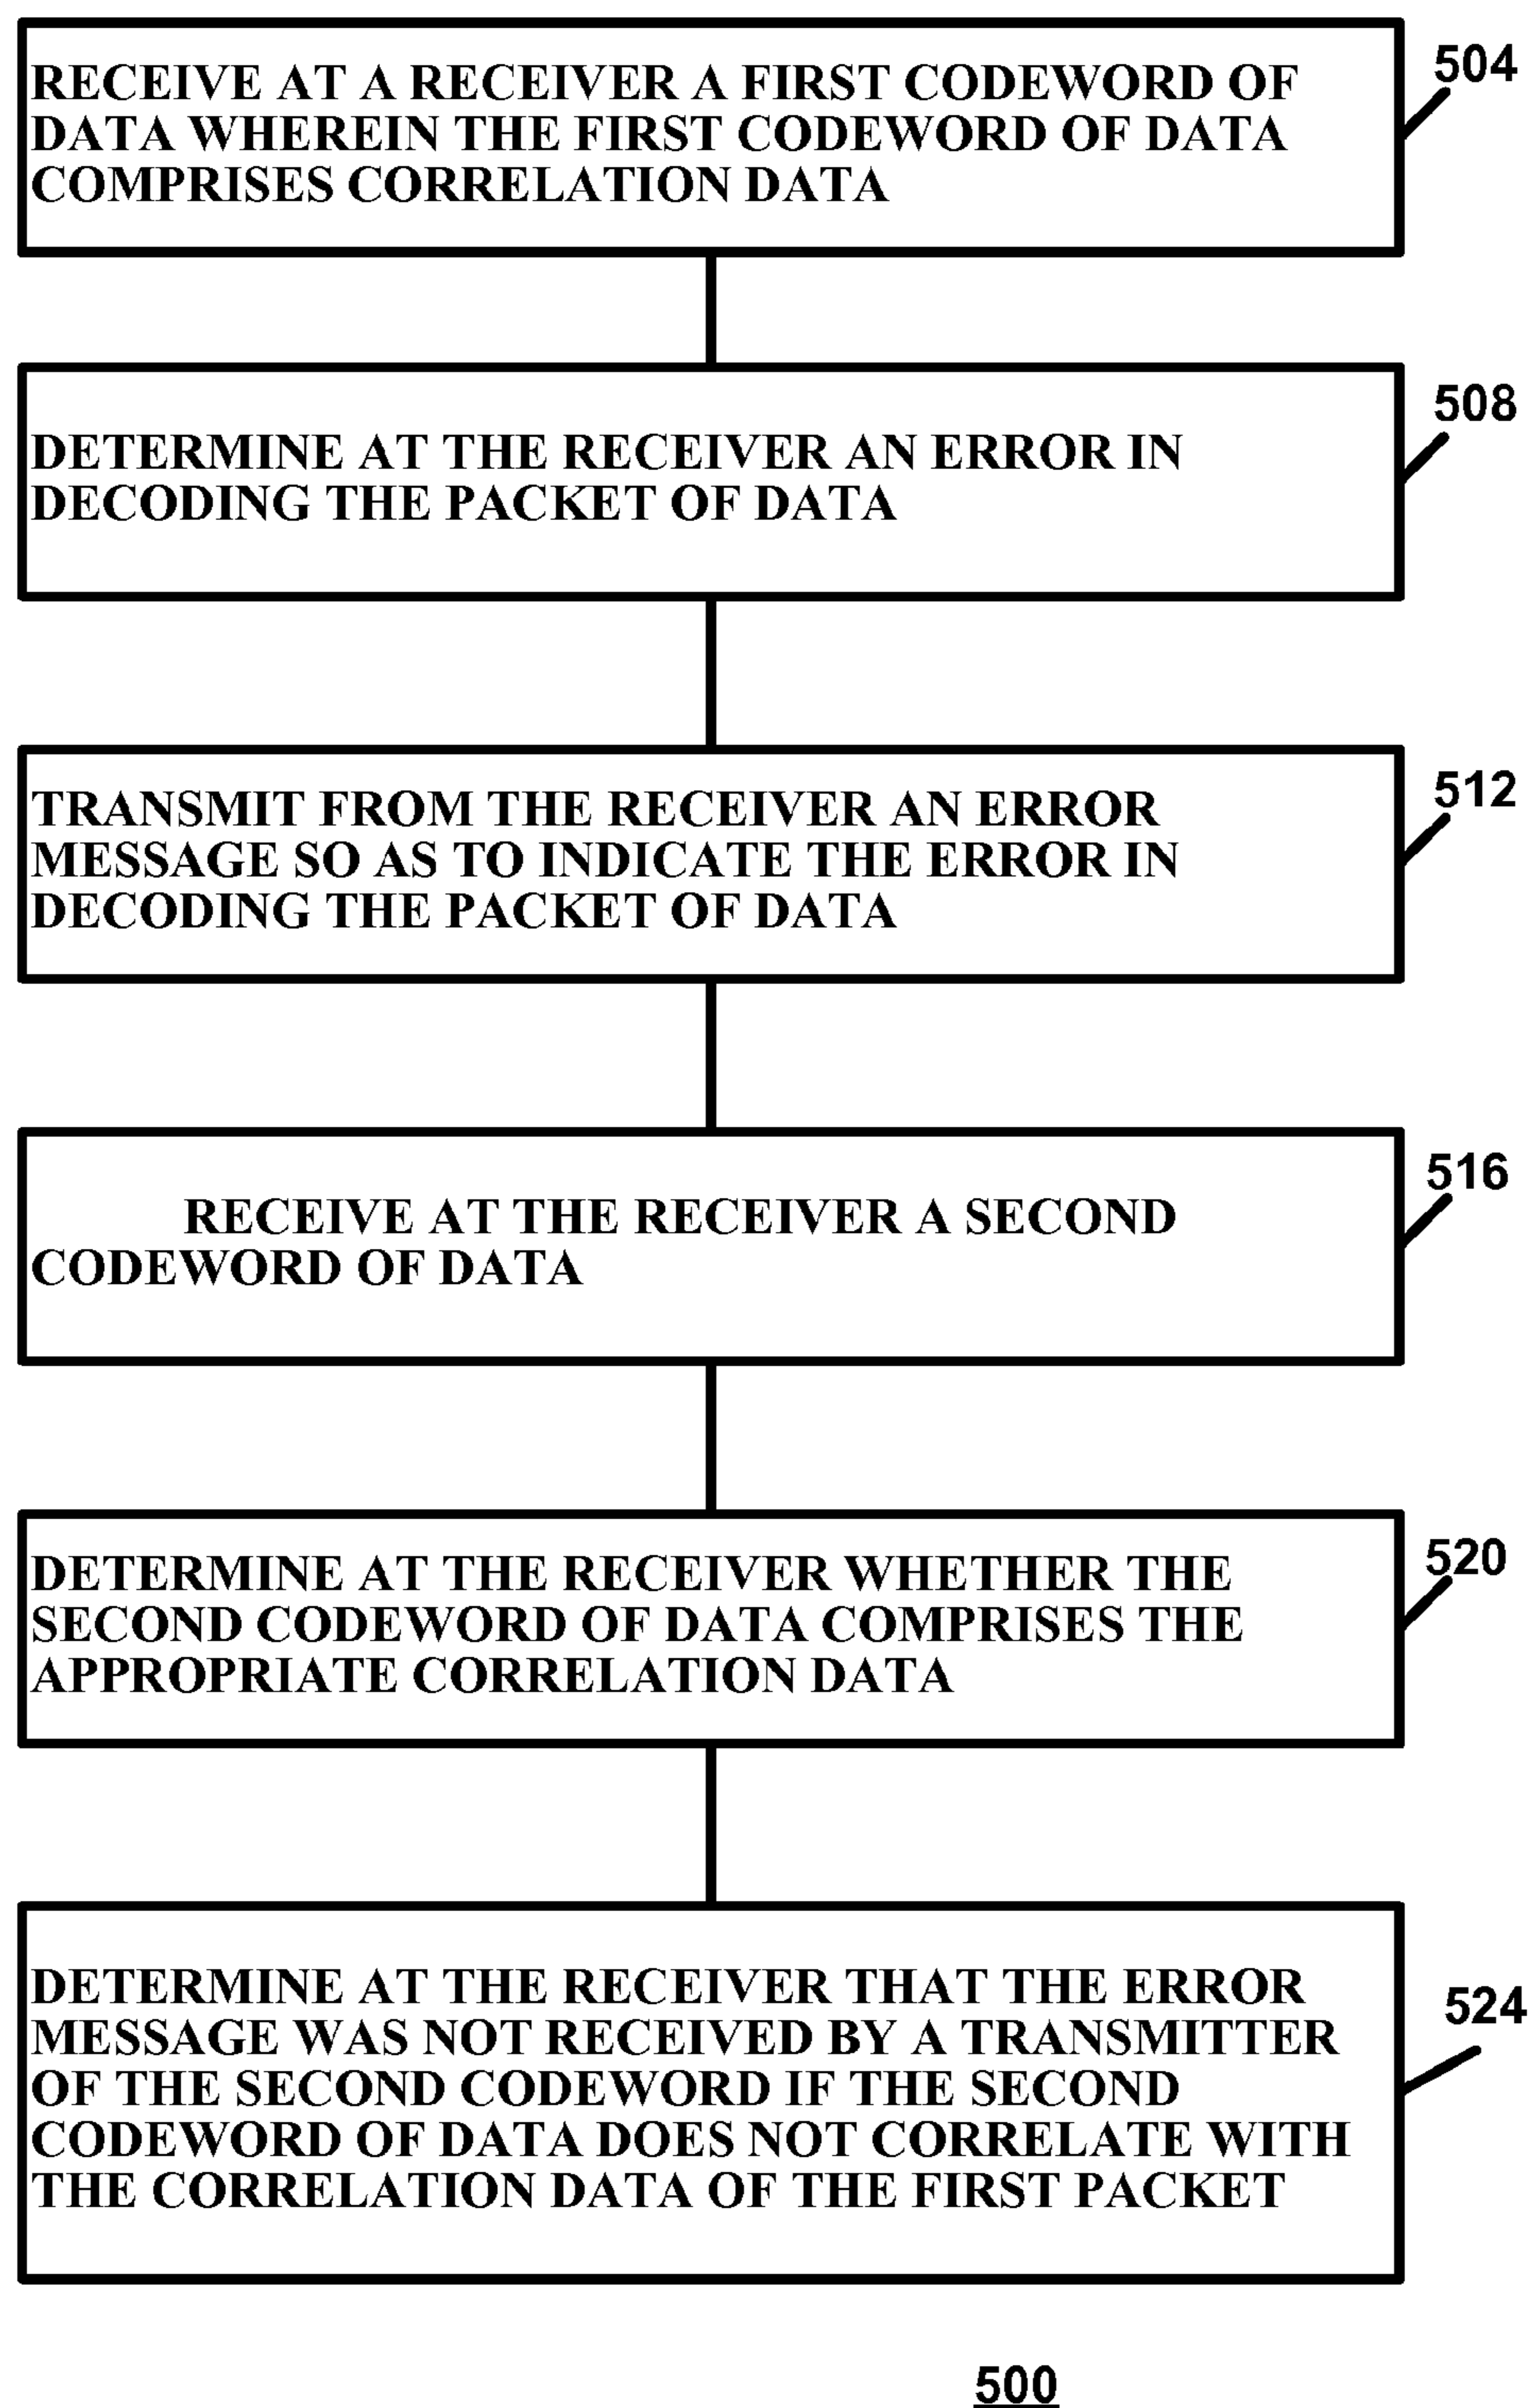 504
RECEIVE AT A RECEIVER A FIRST CODEWORD OF
DATA WHEREIN THE FIRST CODEWORD OF DATA
COMPRISES CORRELATION DATA
508
DETERMINE AT THE RECEIVER AN ERROR IN
DECODING THE PACKET OF DATA
512
TRANSMIT FROM THE RECEIVER AN ERROR
MESSAGE SO AS TO INDICATE THE ERROR IN
DECODING THE PACKET OF DATA
516
RECEIVE AT THE RECEIVER A SECOND
CODEWORD OF DATA
520
DETERMINE AT THE RECEIVER WHETHER THE
SECOND CODEWORD OF DATA COMPRISES THE
APPROPRIATE CORRELATION DATA
524
DETERMINE AT THE RECEIVER THAT THE ERROR
MESSAGE WAS NOT RECEIVED BY A TRANSMITTER
OF THE SECOND CODEWORD IF THE SECOND
CODEWORD OF DATA DOES NOT CORRELATE WITH
THE CORRELATION DATA OF THE FIRST PACKET
500